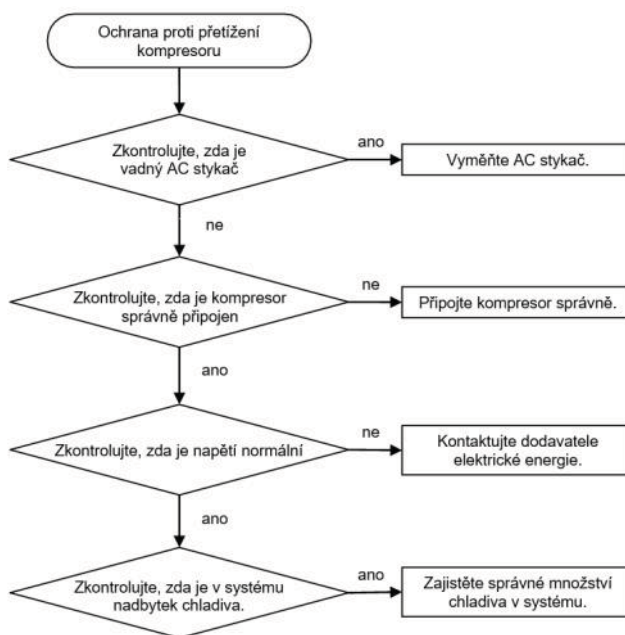 Ochrana proti přetížení
kompresoru
Zkontrolujte, zda je
vadný AC stykač
ano
Vyměňte AC stykač.
ne
Zkontrolujte, zda je kompresor
správně připojen
ne
Připojte kompresor správně.
ano
Zkontrolujte, zda je napětí normální
ne
Kontaktujte dodavatele
elektrické energie.
ano
Zkontrolujte, zda je v systému
nadbytek chladiva.
ano
Zajistěte správné množství
chladiva v systému.